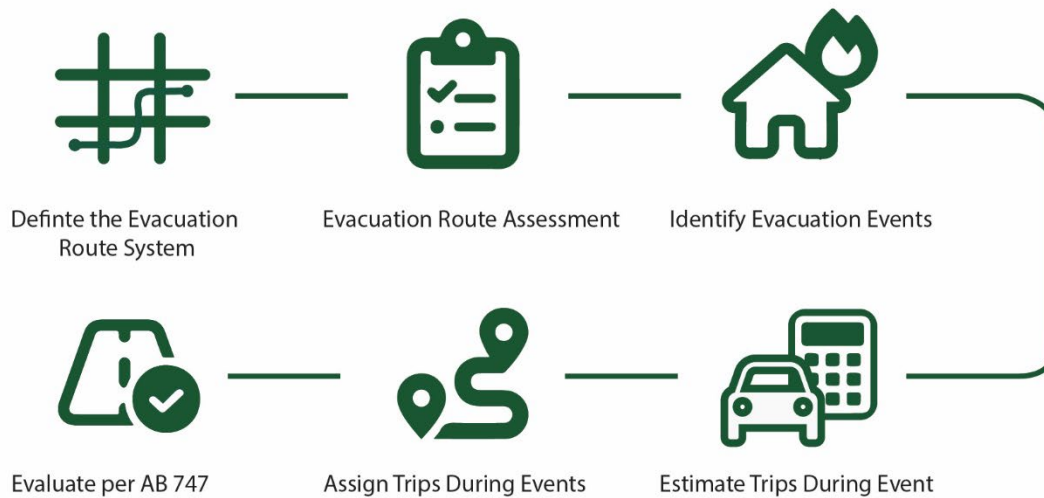 Definte the Evacuation
Route System
Evacuation Route Assessment
Identify Evacuation Events
Evaluate per AB 747
Assign Trips During Events
Estimate Trips During Event